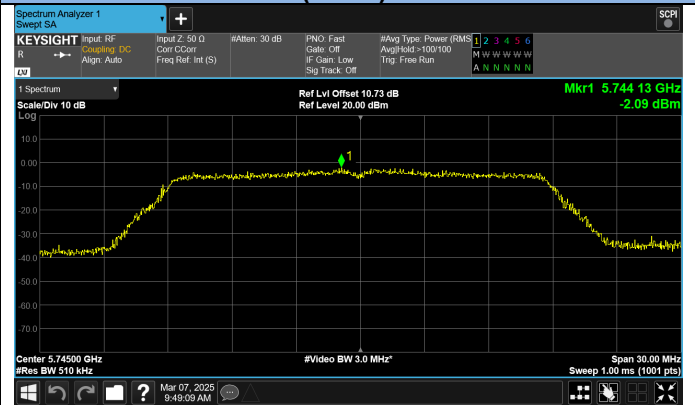 Spectrum Analyzer 1
Swept SA
+
SCPI
KEYSIGHT
R
LXI
Input: RF
Coupling: DC
Align: Auto
Input Z: 50 Ω
Corr CCorr
Freq Ref: Int (S)
#Atten: 30 dB
PNO: Fast
Gate: Off
IF Gain: Low
Sig Track: Off
#Avg Type: Power (RMS
Avg|Hold:>100/100
Trig: Free Run
1 2 3 4 5 6
M W W W W W
A N N N N N
1 Spectrum
Scale/Div 10 dB
Ref Lvl Offset 10.73 dB
Ref Level 20.00 dBm
Mkr1 5.744 13 GHz
-2.09 dBm
Log
10.0
0.00
-10.0
-20.0
-30.0
-40.0
-50.0
-60.0
-70.0
1
Center 5.74500 GHz
#Res BW 510 kHz
#Video BW 3.0 MHz*
Span 30.00 MHz
Sweep 1.00 ms (1001 pts)
?
Mar 07, 2025
9:49:09 AM